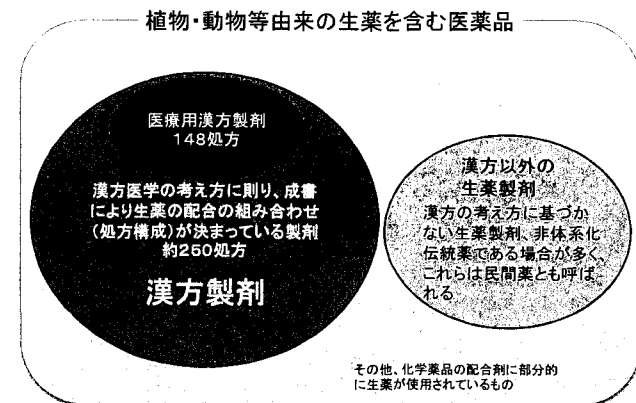 植物・動物等由来の生薬を含む医薬品
医療用漢方製剤
148処方
漢方医学の考え方に則り、成書
により生薬の配合の組み合わせ
(処方構成)が決まっている製剤
約250処方
漢方製剤
漢方以外の
生薬製剤
漢方の考え方に基づか
ない生薬製剤、非体系化
伝統薬である場合が多く、
これらは民間薬とも呼ば
れる
その他、化学薬品の配合剤に部分的
に生薬が使用されているもの